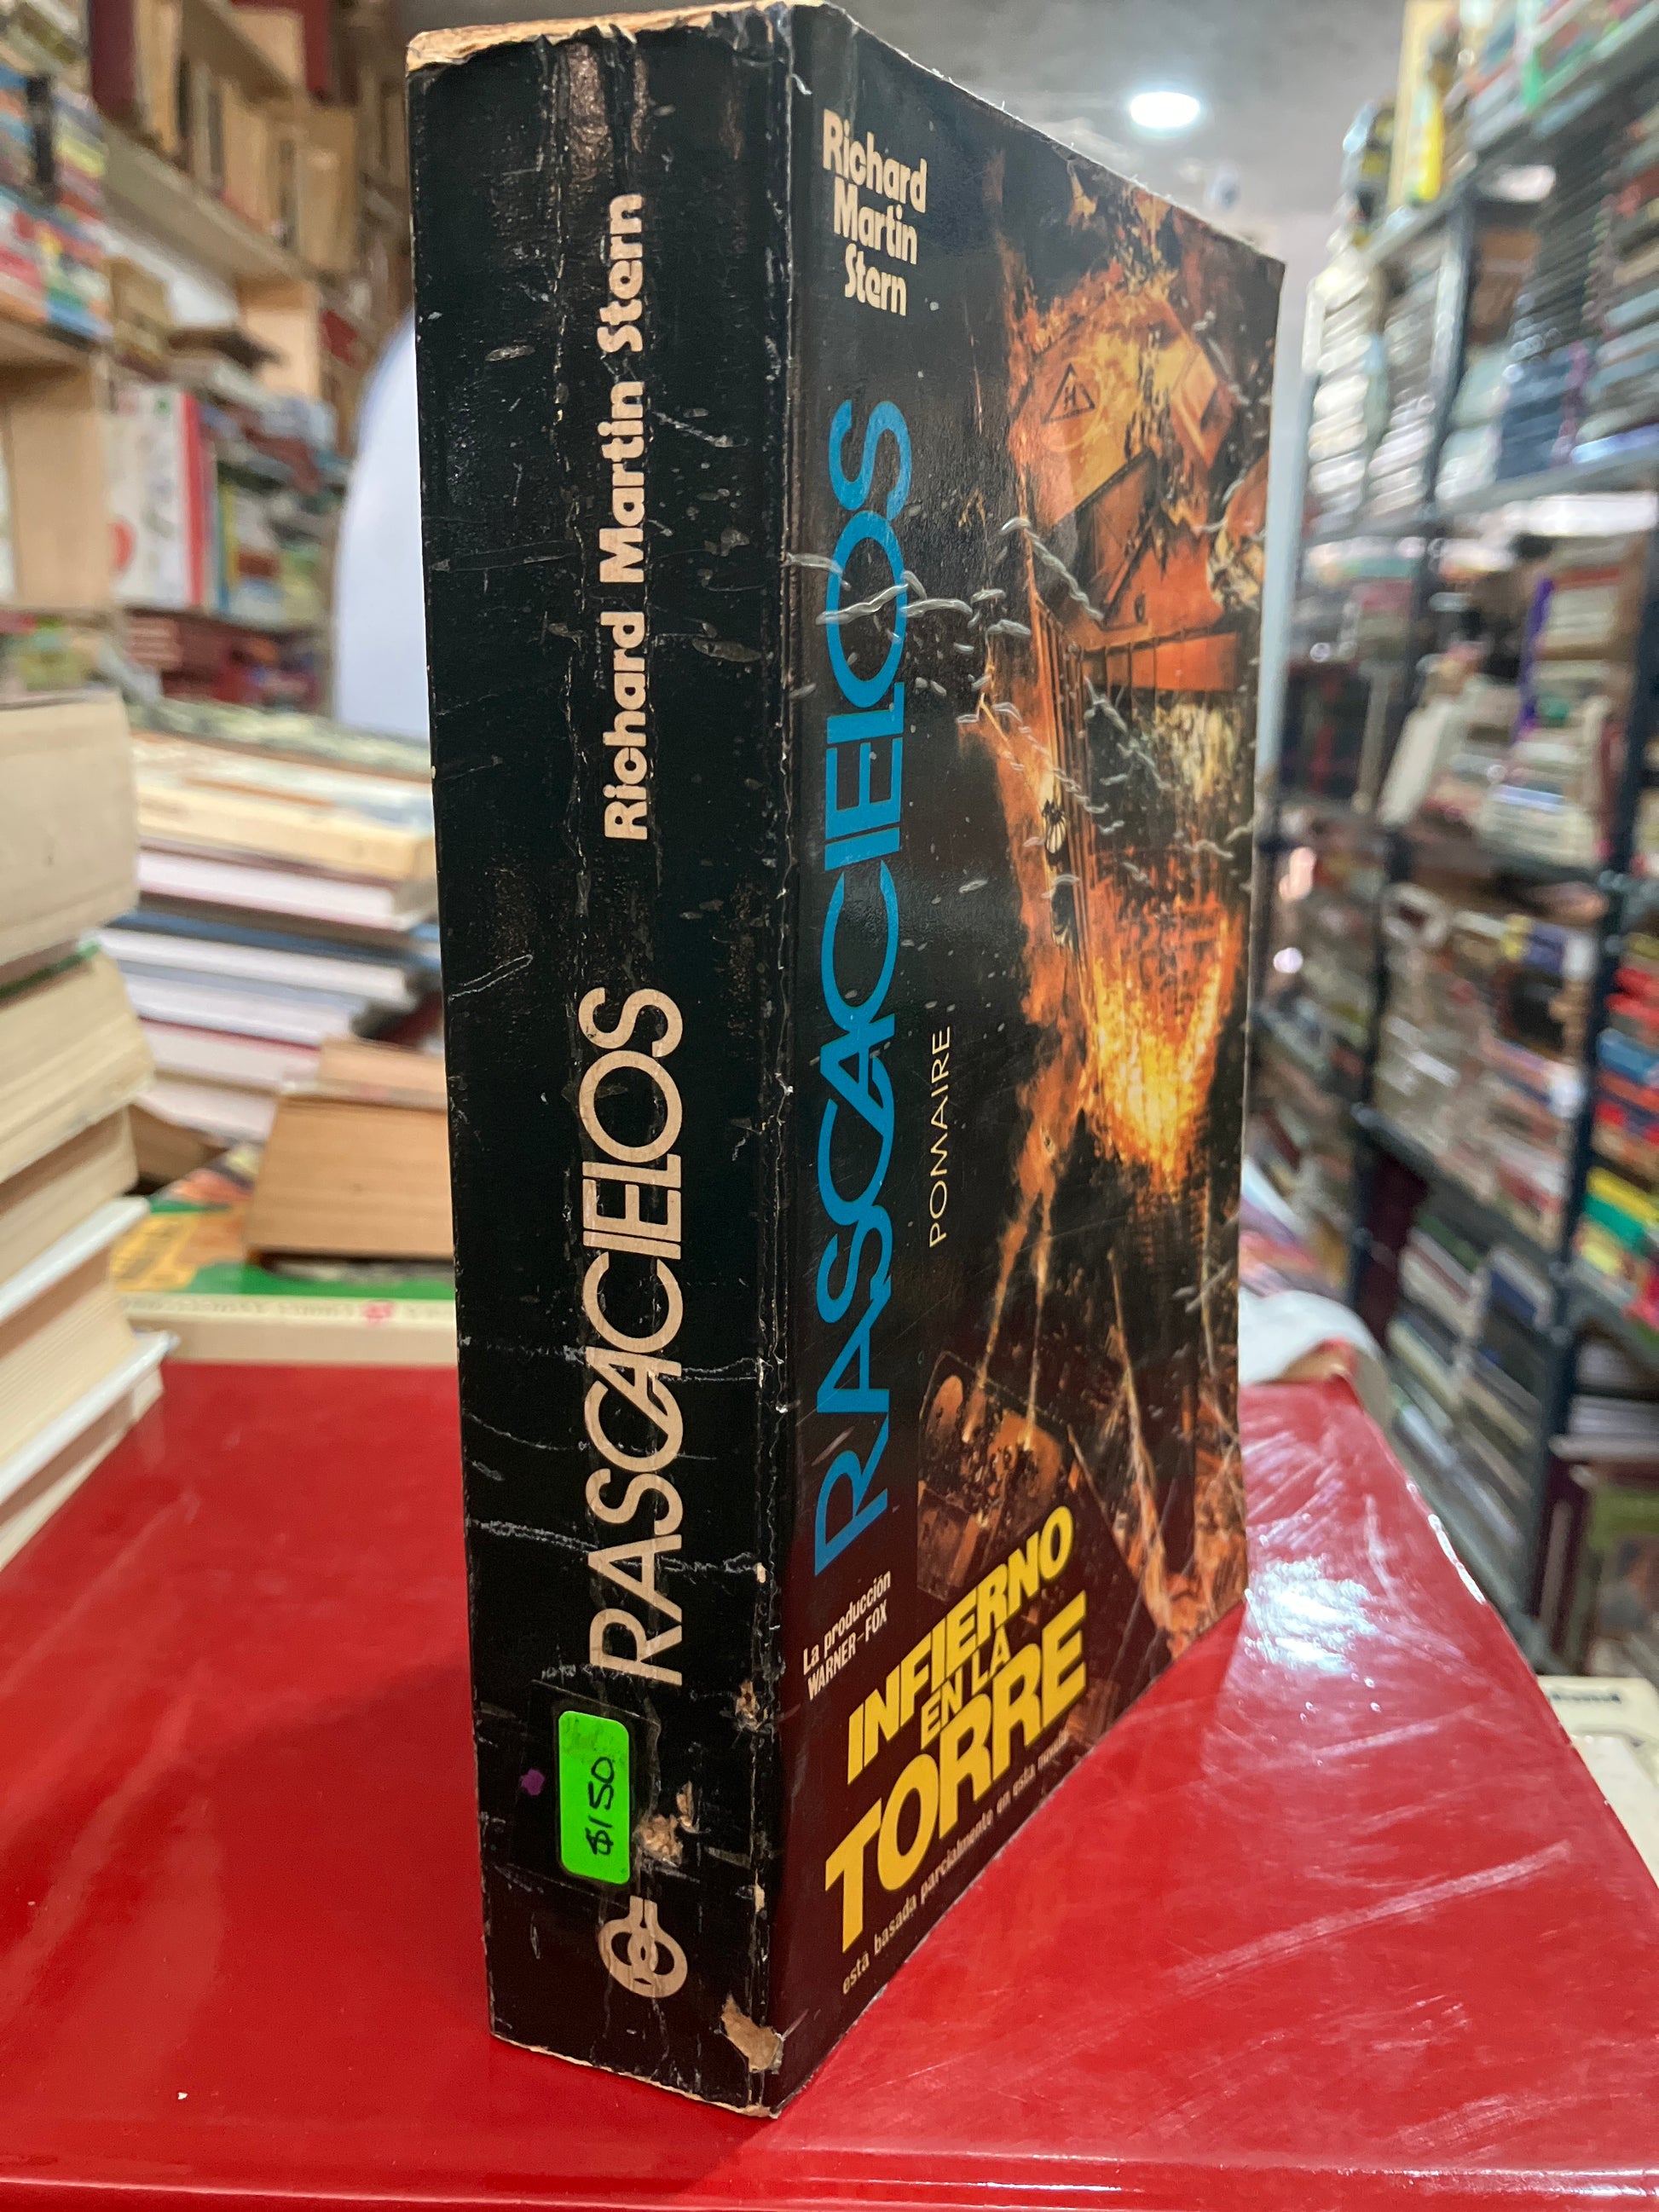 Richard Martin Stern
RASCACIELOS
$150
Richard
Martin
Stern
RASCACIELOS
POMAIRE
La producción
WARNER-FOX
INFIERNO
EN LA
TORRE
esta basada parcialmente en esta novela